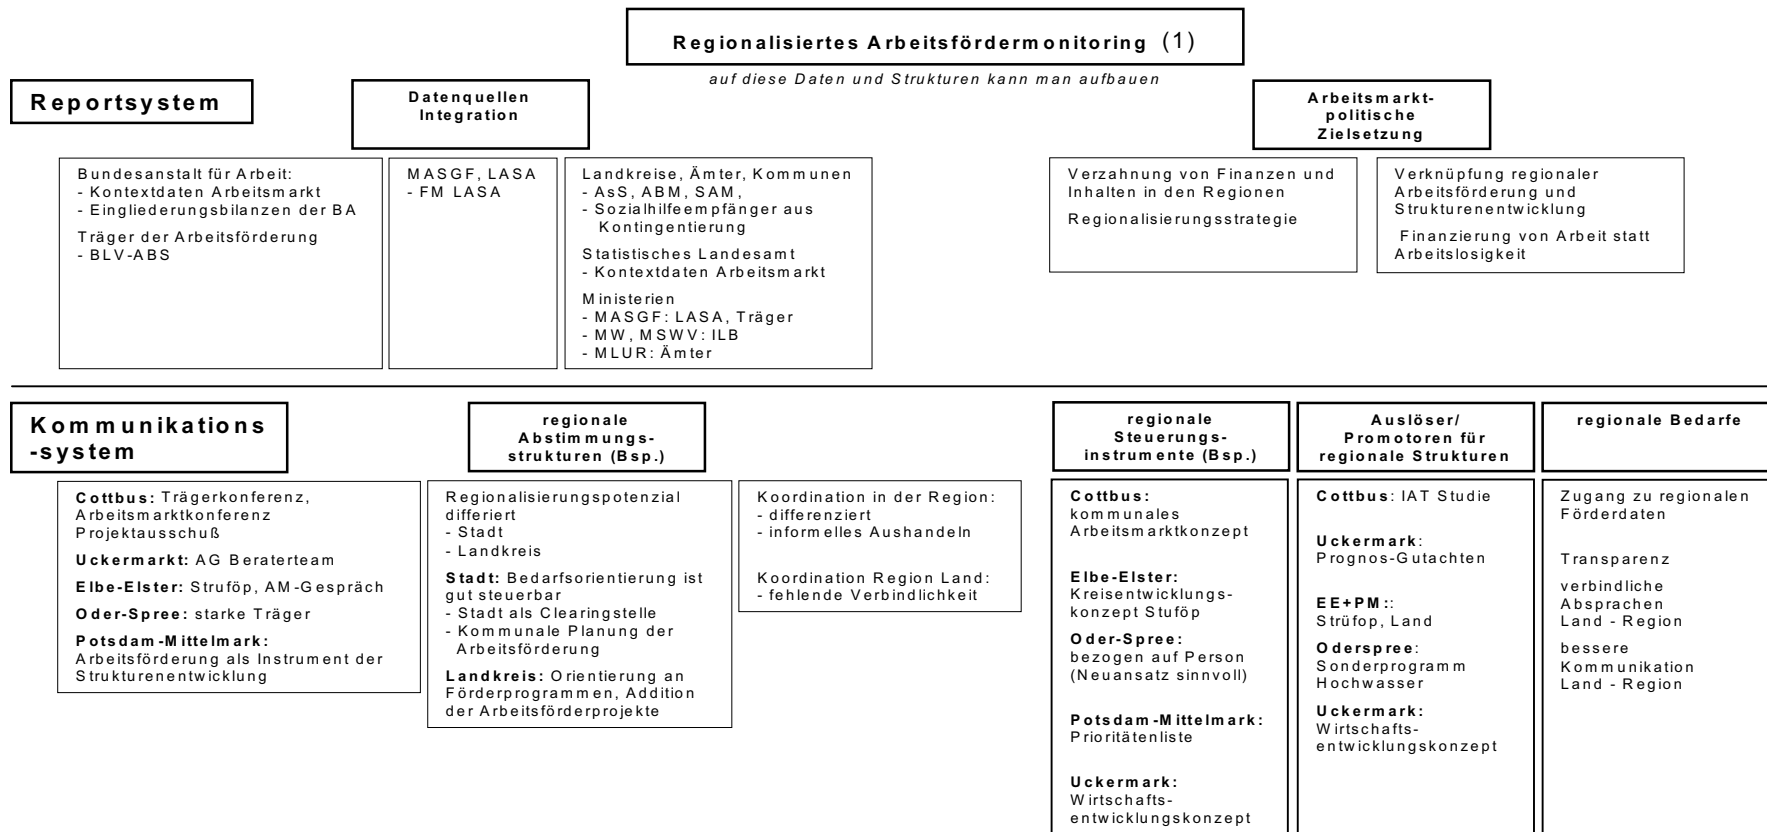 Regionalisiertes Arbeitsfördermonitoring (1)
auf diese Daten und Strukturen kann man aufbauen
Reportsystem
Datenquellen
Integration
Arbeitsmarkt-
politische
Zielsetzung
Bundesanstalt für Arbeit:
- Kontextdaten Arbeitsmarkt
- Eingliederungsbilanzen der BA
Träger der Arbeitsförderung
- BLV-ABS
MASGF, LASA
- FM LASA
Landkreise, Ämter, Kommunen
- AsS, ABM, SAM,
- Sozialhilfeempfänger aus
Kontingentierung
Statistisches Landesamt
- Kontextdaten Arbeitsmarkt
Ministerien
- MASGF: LASA, Träger
- MW, MSWV: ILB
- MLUR: Ämter
Verzahnung von Finanzen und
Inhalten in den Regionen
Regionalisierungsstrategie
Verknüpfung regionaler
Arbeitsförderung und
Strukturenentwicklung
Finanzierung von Arbeit statt
Arbeitslosigkeit
Kommunikations
-system
regionale
Abstimmungs-
strukturen (Bsp.)
regionale
Steuerungs-
instrumente (Bsp.)
Auslöser/
Promotoren für
regionale Strukturen
regionale Bedarfe
Cottbus: Trägerkonferenz,
Arbeitsmarktkonferenz
Projektausschuß
Uckermarkt: AG Beraterteam
Elbe-Elster: Struföp, AM-Gespräch
Oder-Spree: starke Träger
Potsdam-Mittelmark:
Arbeitsförderung als Instrument der
Strukturenentwicklung
Regionalisierungspotenzial
differiert
- Stadt
- Landkreis
Stadt: Bedarfsorientierung ist
gut steuerbar
- Stadt als Clearingstelle
- Kommunale Planung der
Arbeitsförderung
Landkreis: Orientierung an
Förderprogrammen, Addition
der Arbeitsförderprojekte
Koordination in der Region:
- differenziert
- informelles Aushandeln
Koordination Region Land:
- fehlende Verbindlichkeit
Cottbus:
kommunales
Arbeitsmarktkonzept
Elbe-Elster:
Kreisentwicklungs-
konzept Stuföp
Oder-Spree:
bezogen auf Person
(Neuansatz sinnvoll)
Potsdam-Mittelmark:
Prioritätenliste
Uckermark:
Wirtschafts-
entwicklungskonzept
Cottbus: IAT Studie
Uckermark:
Prognos-Gutachten
EE+PM::
Strüfop, Land
Oderspree:
Sonderprogramm
Hochwasser
Uckermark:
Wirtschafts-
entwicklungskonzept
Zugang zu regionalen
Förderdaten
Transparenz
verbindliche
Absprachen
Land - Region
bessere
Kommunikation
Land - Region